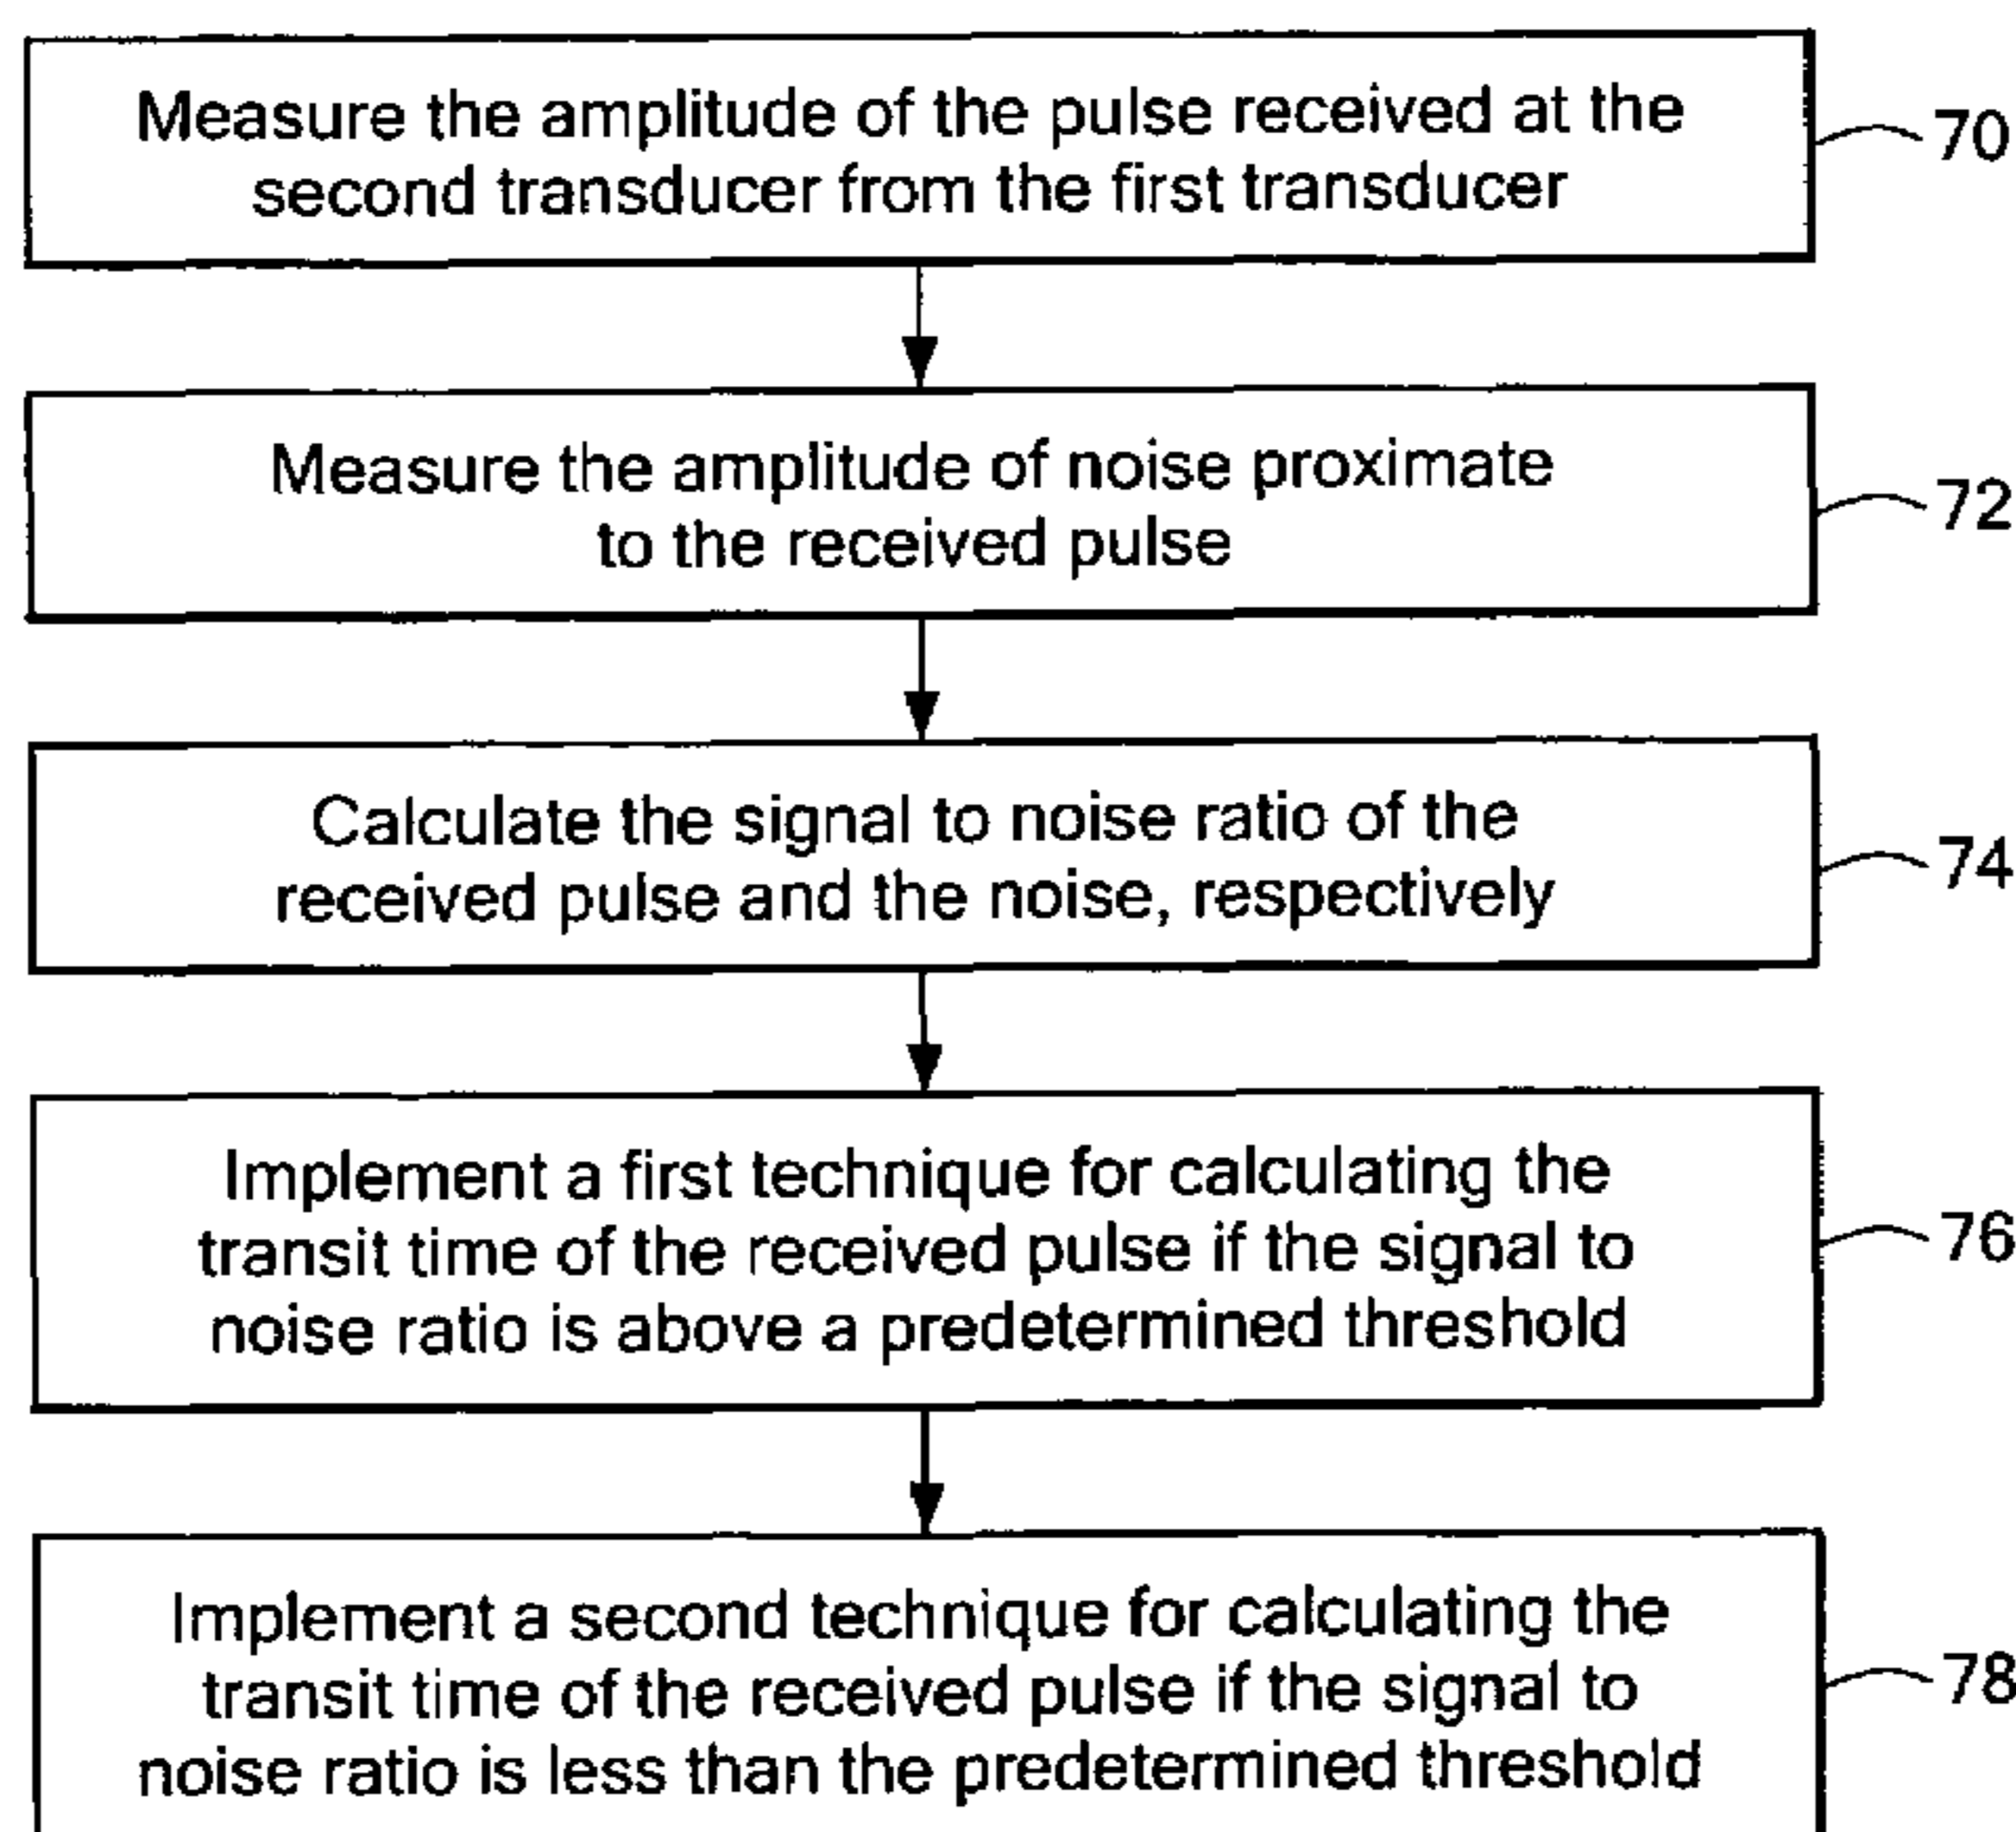 Measure the amplitude of the pulse received at the
second transducer from the first transducer
70
Measure the amplitude of noise proximate
to the received pulse
72
Calculate the signal to noise ratio of the
received pulse and the noise, respectively
74
Implement a first technique for calculating the
transit time of the received pulse if the signal to
noise ratio is above a predetermined threshold
76
Implement a second technique for calculating the
transit time of the received pulse if the signal to
noise ratio is less than the predetermined threshold
78